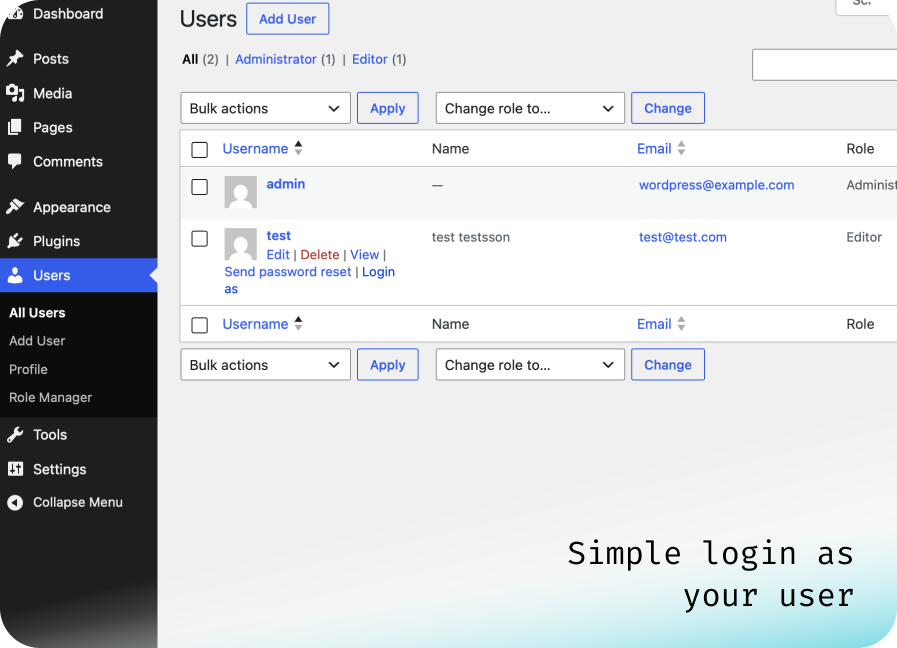 Dashboard
Posts
Media
Pages
Comments
Appearance
Plugins
Users
All Users
Add User
Profile
Role Manager
Tools
Settings
Collapse Menu
Users Add User
All (2) | Administrator (1) | Editor (1)
Bulk actions Apply Change role to... Change
Username Name Email Role
admin — wordpress@example.com Administ
test test testsson test@test.com Editor
Edit | Delete | View |
Send password reset | Login
as
Username Name Email Role
Bulk actions Apply Change role to... Change
Simple login as
your user